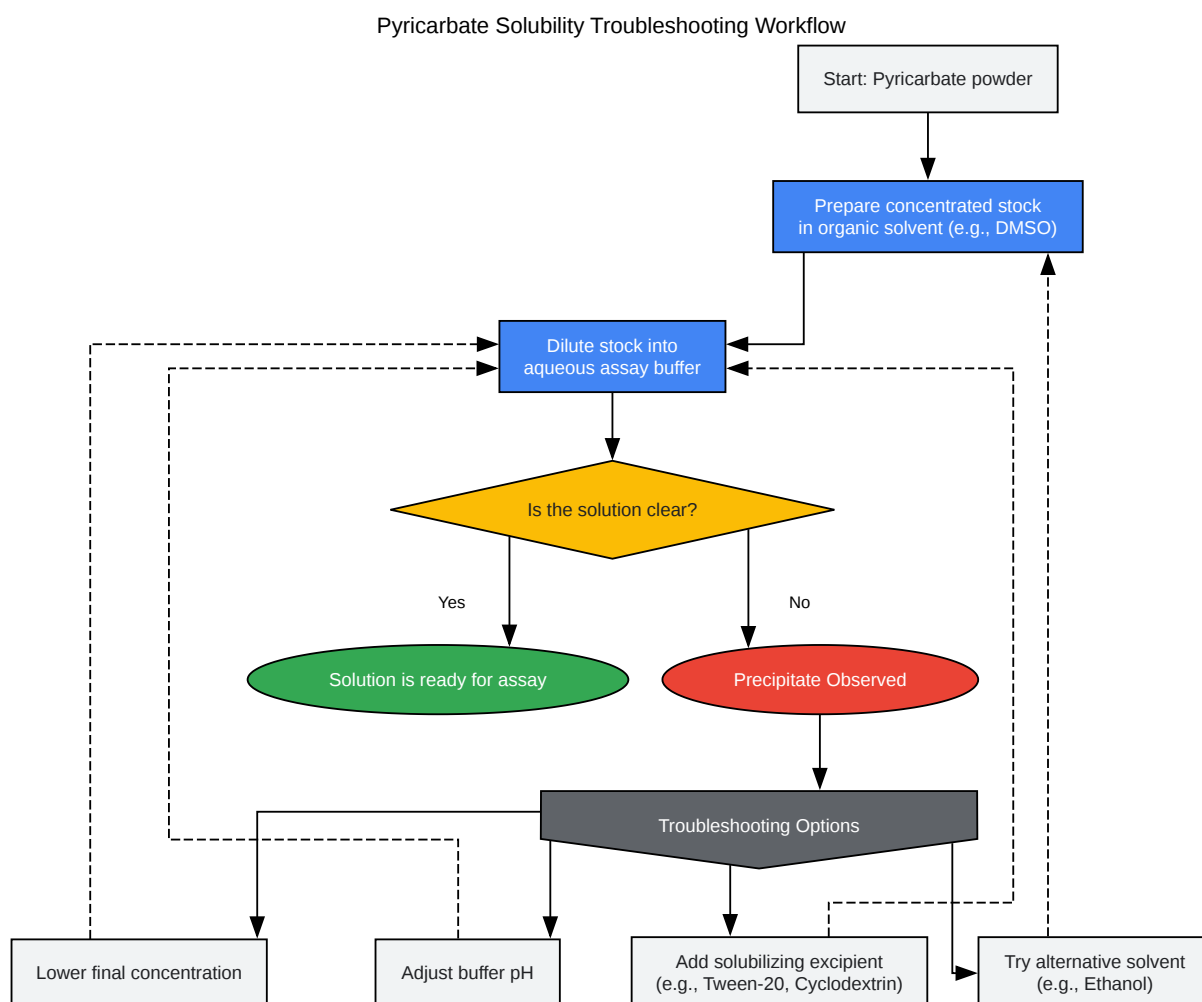 Pyricarbate Solubility Troubleshooting Workflow
Start: Pyricarbate powder
Prepare concentrated stock
in organic solvent (e.g., DMSO)
Dilute stock into
aqueous assay buffer
Is the solution clear?
Yes
No
Solution is ready for assay
Precipitate Observed
Troubleshooting Options
Lower final concentration
Adjust buffer pH
Add solubilizing excipient
(e.g., Tween-20, Cyclodextrin)
Try alternative solvent
(e.g., Ethanol)